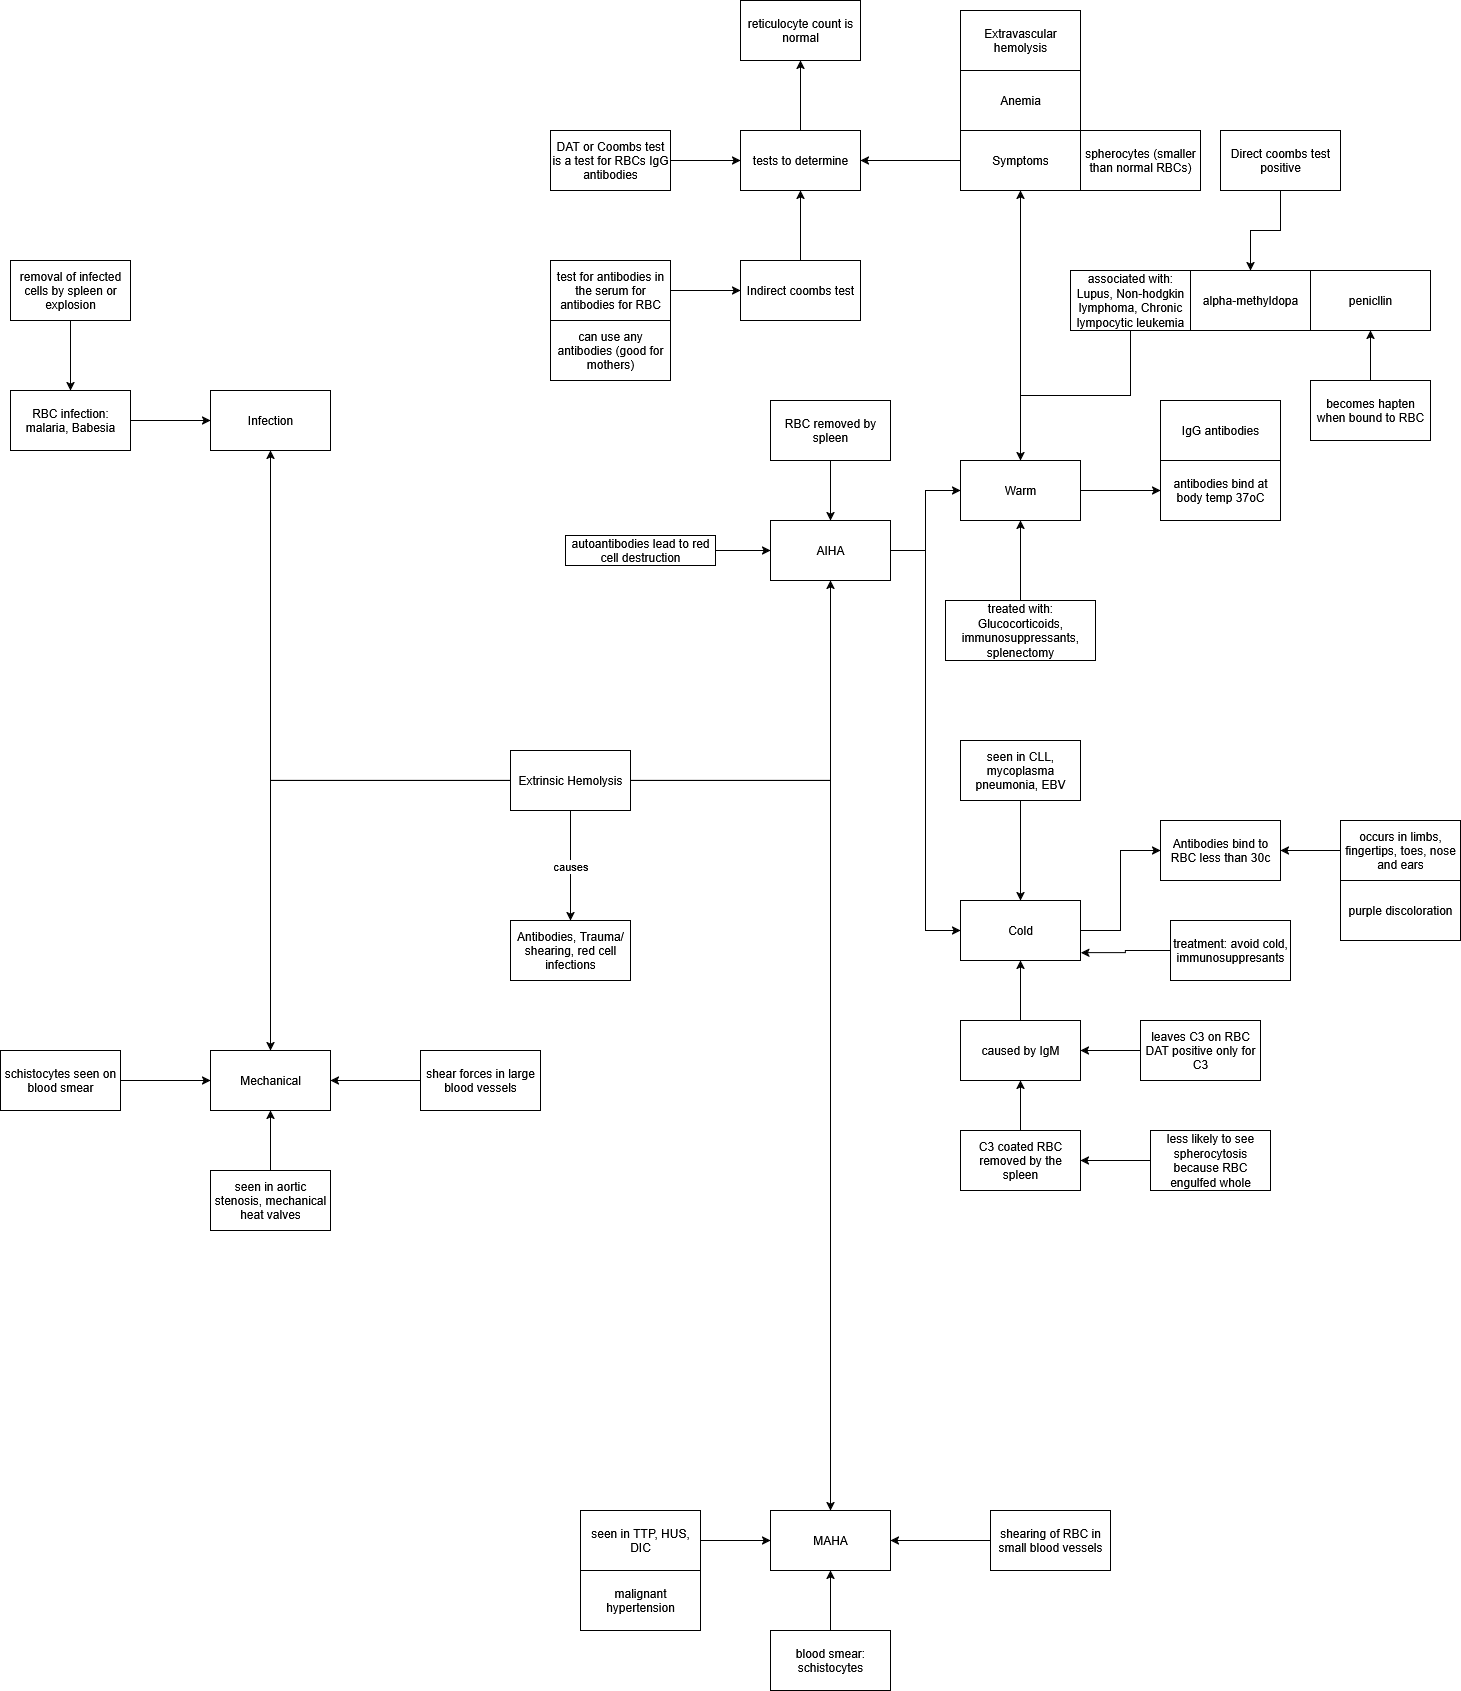 reticulocyte count is
normal
Extravascular
hemolysis
Anemia
DAT or Coombs test
is a test for RBCs IgG
antibodies
tests to determine
Symptoms
spherocytes (smaller
than normal RBCs)
Direct coombs test
positive
removal of infected
cells by spleen or
explosion
test for antibodies in
the serum for
antibodies for RBC
Indirect coombs test
can use any
antibodies (good for
mothers)
associated with:
Lupus, Non-hodgkin
lymphoma, Chronic
lympocytic leukemia
alpha-methyldopa
penicllin
becomes hapten
when bound to RBC
RBC infection:
malaria, Babesia
Infection
RBC removed by
spleen
IgG antibodies
Warm
antibodies bind at
body temp 37oC
autoantibodies lead to red
cell destruction
AIHA
treated with:
Glucocorticoids,
immunosuppressants,
splenectomy
Extrinsic Hemolysis
causes
Antibodies, Trauma/
shearing, red cell
infections
seen in CLL,
mycoplasma
pneumonia, EBV
Antibodies bind to
RBC less than 30c
occurs in limbs,
fingertips, toes, nose
and ears
purple discoloration
Cold
treatment: avoid cold,
immunosuppresants
caused by IgM
leaves C3 on RBC
DAT positive only for
C3
C3 coated RBC
removed by the
spleen
less likely to see
spherocytosis
because RBC
engulfed whole
schistocytes seen on
blood smear
Mechanical
shear forces in large
blood vessels
seen in aortic
stenosis, mechanical
heat valves
seen in TTP, HUS,
DIC
malignant
hypertension
MAHA
shearing of RBC in
small blood vessels
blood smear:
schistocytes